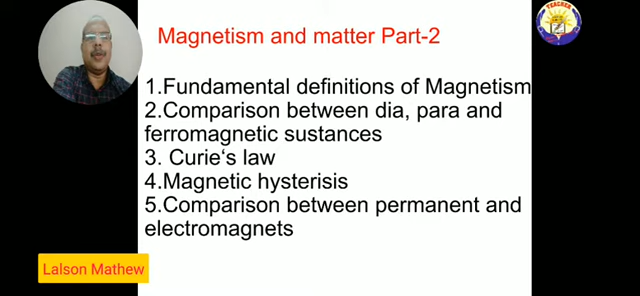 TEACHER
Magnetism and matter Part-2
1.Fundamental definitions of Magnetism
2.Comparison between dia, para and
ferromagnetic sustances
3. Curie‘s law
4.Magnetic hysterisis
5.Comparison between permanent and
electromagnets
Lalson Mathew